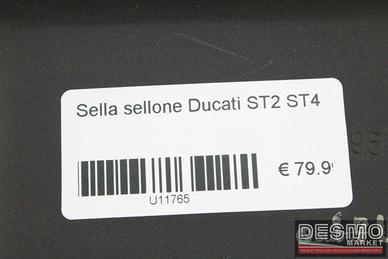 Sella sellone Ducati ST2 ST4
€ 79.9
U11765
DESMO
MARKET